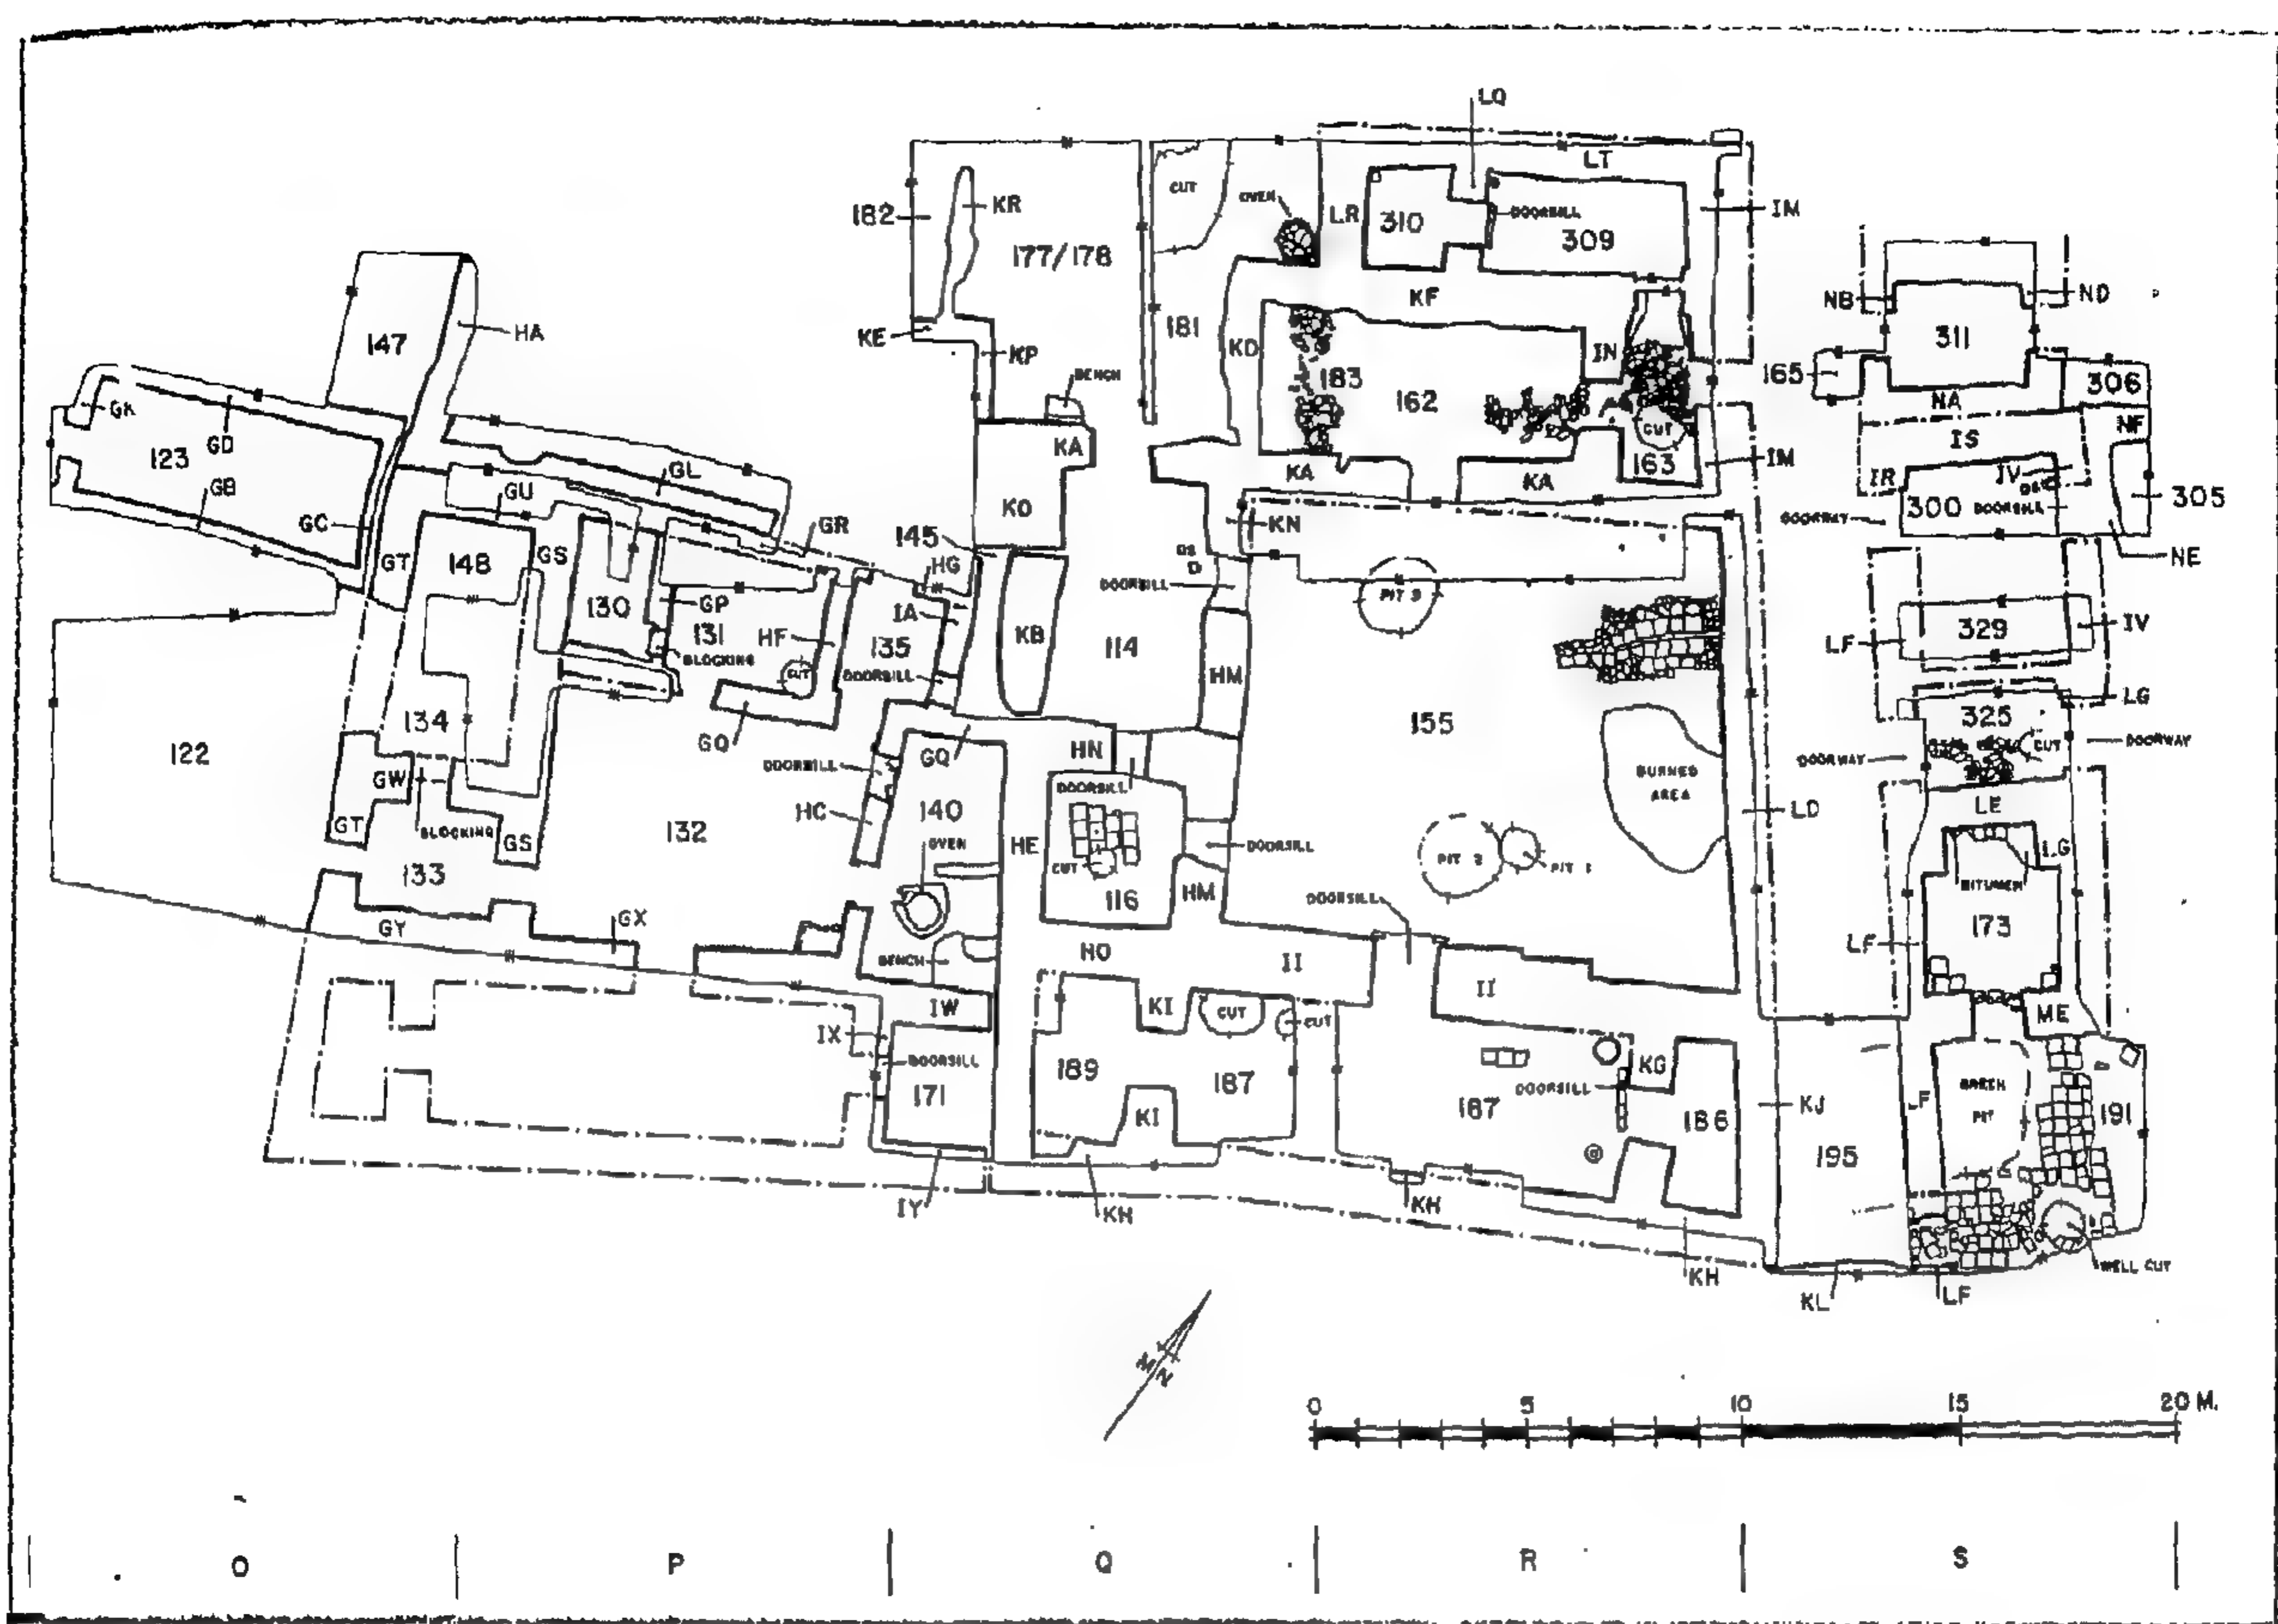 LQ
LT
CUT
OVEN
182
KR
LR
310
DOORSILL
309
IM
177/178
147
HA
KE
KP
181
KD
KF
NB
ND
311
BENCH
183
162
IN
165
306
GK
GD
123
GB
GL
GU
GC
KA
KA
KA
CUT
163
IM
NA
IS
NF
IR
IV
300
DOORSILL
305
DOORWAY
NE
KO
KN
145
GR
GT
148
GS
HG
DOORSILL
130
GP
131
HF
IA
135
BLOCKING
CUT
DOORSILL
KB
114
HM
PIT 3
LF
329
IV
122
134
GQ
GQ
155
325
LG
CUT
DOORWAY
DOORWAY
GW
GT
BLOCKING
GS
132
DOORSILL
HC
140
OVEN
HN
DOORSILL
HE
CUT
116
HM
DOORSILL
BURNED
AREA
LD
LE
LG
BITUMEN
173
LF
133
GY
GX
PIT 2
PIT 1
DOORSILL
BENCH
HO
II
II
IW
IX
DOORSILL
171
IY
KI
CUT
CUT
189
187
KI
KH
187
DOORSILL
KG
186
KH
KH
KJ
195
ME
LF
PIT
191
WELL CUT
KL
LF
N
0 5 10 15 20 M.
O P Q R S